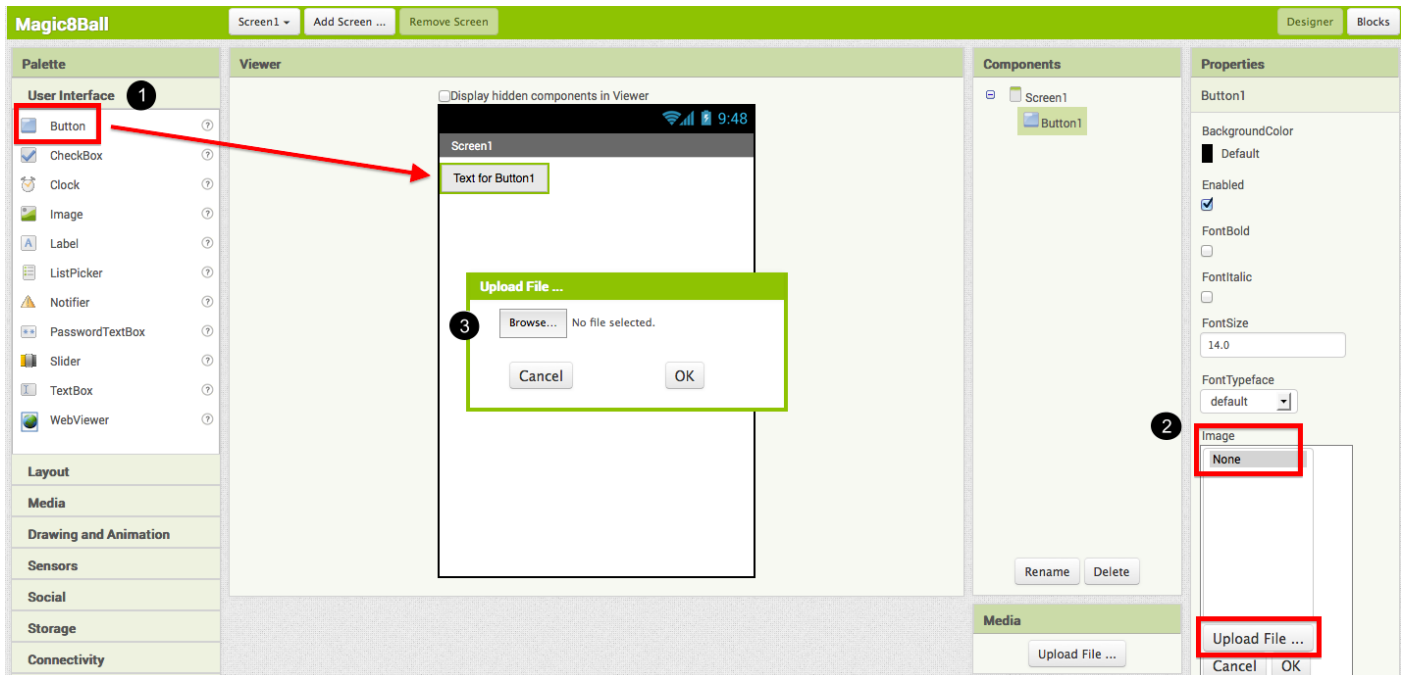 Magic8Ball
Screen1
Add Screen ...
Remove Screen
Designer
Blocks
Palette
User Interface
1
Button
?
CheckBox
?
Clock
?
Image
?
Label
?
ListPicker
?
Notifier
?
PasswordTextBox
?
Slider
?
TextBox
?
WebViewer
?
Layout
Media
Drawing and Animation
Sensors
Social
Storage
Connectivity
Viewer
Display hidden components in Viewer
9:48
Screen1
Text for Button1
Upload File ...
3
Browse...
No file selected.
Cancel
OK
Components
Screen1
Button1
Rename
Delete
Media
Upload File ...
Properties
Button1
BackgroundColor
Default
Enabled
FontBold
FontItalic
FontSize
14.0
FontTypeface
default
2
Image
None
Upload File ...
Cancel
OK